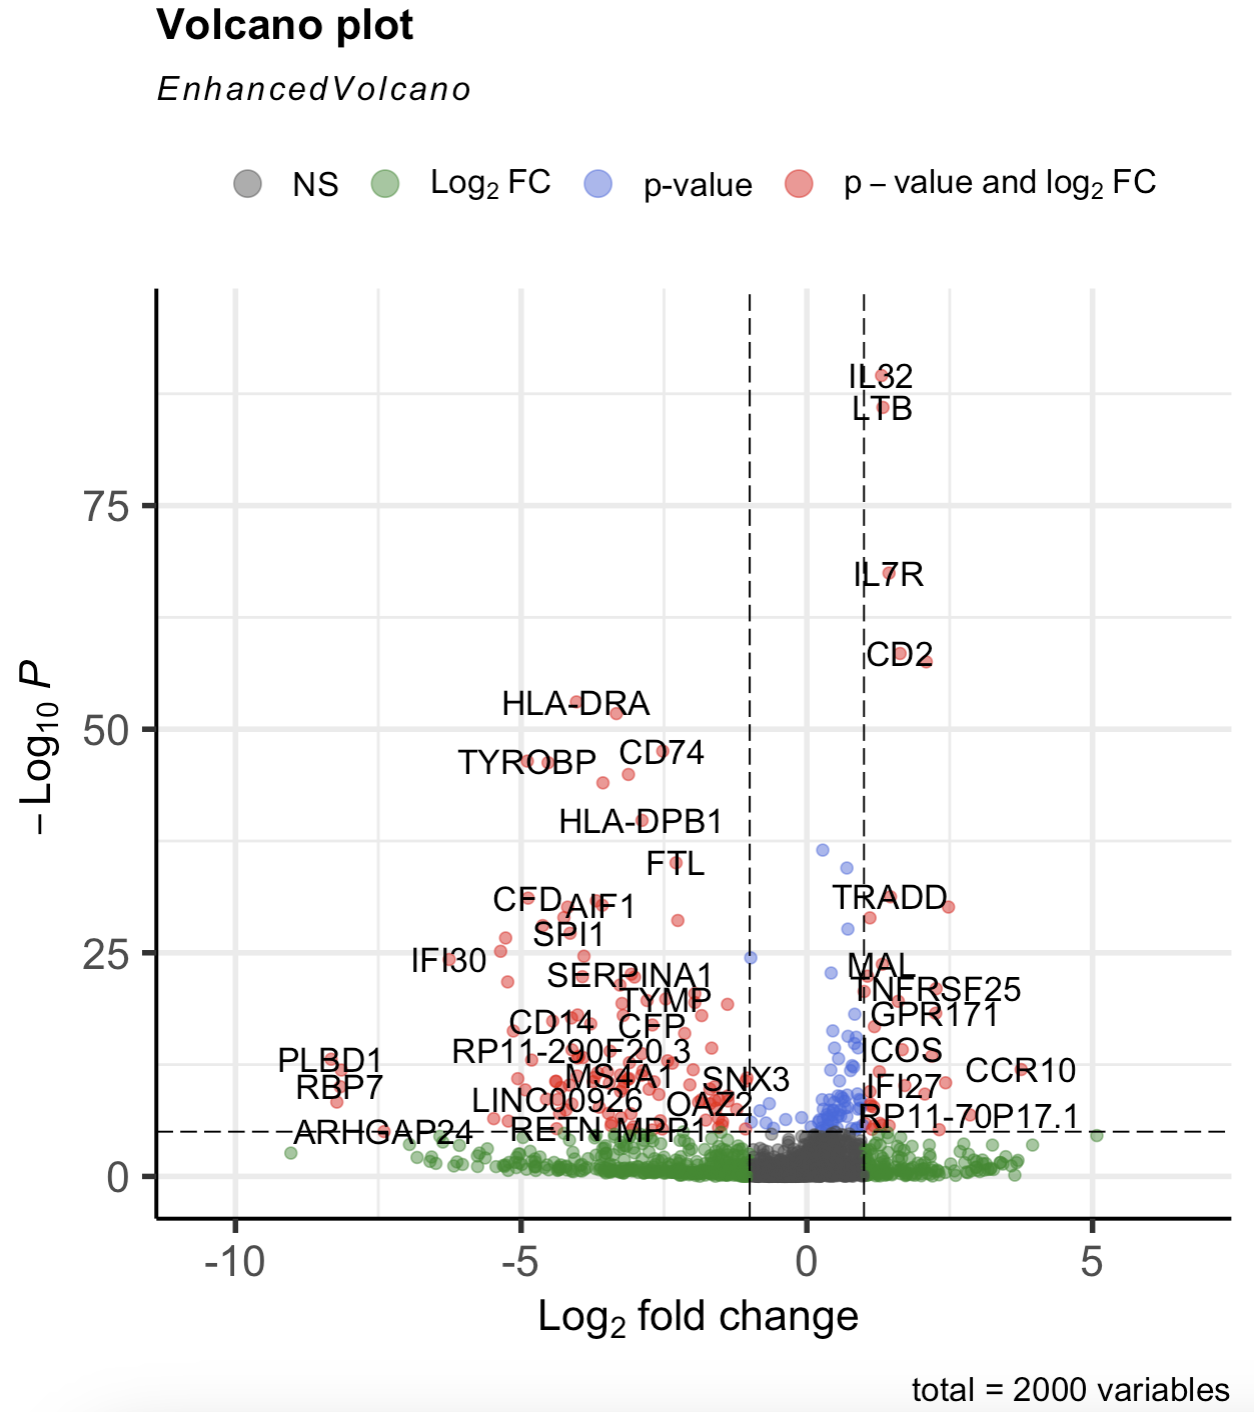 Volcano plot
EnhancedVolcano
NS Log2 FC p-value p – value and log2 FC
IL32
LTB
75
IL7R
CD2
HLA-DRA
50
CD74
TYROBP
HLA-DPB1
FTL
TRADD
CFD AIF1
SPI1
25
IFI30
MAL
SERPINA1
TNFRSF25
TYMP
GPR171
CD14 CFP
RP11-290F20.3 ICOS
PLBD1
CCR10
MS4A1 SNX3
RBP7 IFI27
LINC00926 OAZ2
RP11-70P17.1
ARHGAP24 RETN MPP1
0
–Log10 P
-10 -5 0 5
Log2 fold change
total = 2000 variables